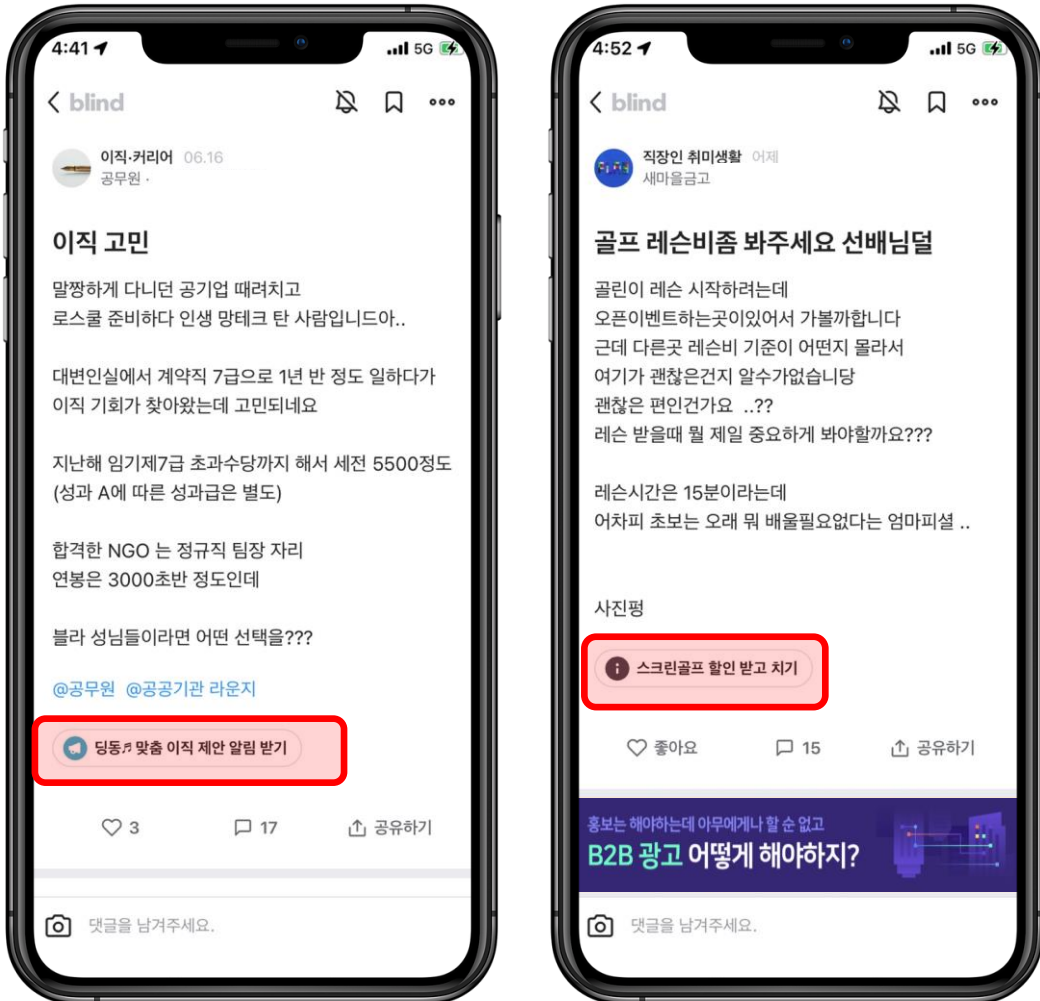 4:41
5G
blind
이직·커리어 06.16
공무원 ·
이직 고민
말짱하게 다니던 공기업 때려치고
로스쿨 준비하다 인생 망테크 탄 사람입니드아..
대변인실에서 계약직 7급으로 1년 반 정도 일하다가
이직 기회가 찾아왔는데 고민되네요
지난해 임기제7급 초과수당까지 해서 세전 5500정도
(성과 A에 따른 성과급은 별도)
합격한 NGO 는 정규직 팀장 자리
연봉은 3000초반 정도인데
블라 성님들이라면 어떤 선택을???
@공무원 @공공기관 라운지
딩동♬ 맞춤 이직 제안 알림 받기
3
17
공유하기
댓글을 남겨주세요.
4:52
5G
blind
직장인 취미생활 어제
새마을금고
골프 레슨비좀 봐주세요 선배님덜
골린이 레슨 시작하려는데
오픈이벤트하는곳이있어서 가볼까합니다
근데 다른곳 레슨비 기준이 어떤지 몰라서
여기가 괜찮은건지 알수가없습니당
괜찮은 편인건가요 ..??
레슨 받을때 뭘 제일 중요하게 봐야할까요???
레슨시간은 15분이라는데
어차피 초보는 오래 뭐 배울필요없다는 엄마피셜 ..
사진펑
스크린골프 할인 받고 치기
좋아요
15
공유하기
홍보는 해야하는데 아무에게나 할 순 없고
B2B 광고 어떻게 해야하지?
댓글을 남겨주세요.